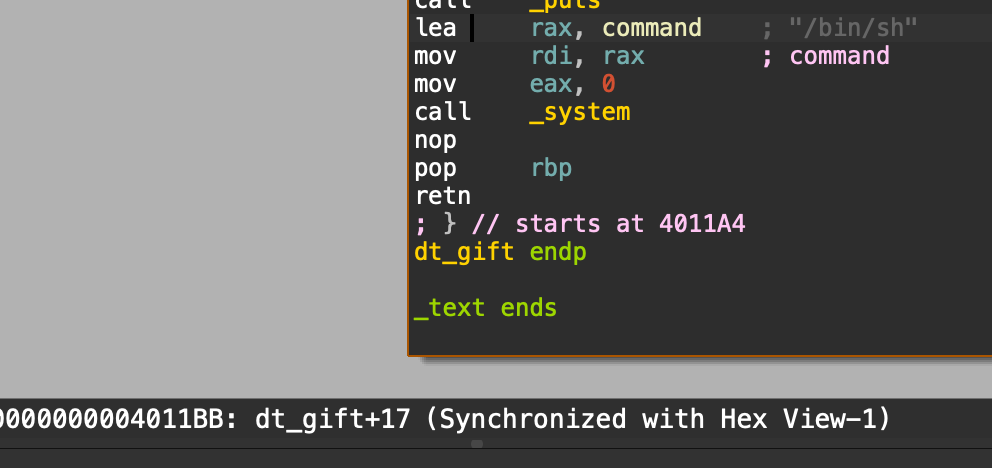 call    _puts
lea     rax, command    ; "/bin/sh"
mov     rdi, rax        ; command
mov     eax, 0
call    _system
nop
pop     rbp
retn
; } // starts at 4011A4
dt_gift endp
_text ends
0000000004011BB: dt_gift+17 (Synchronized with Hex View-1)